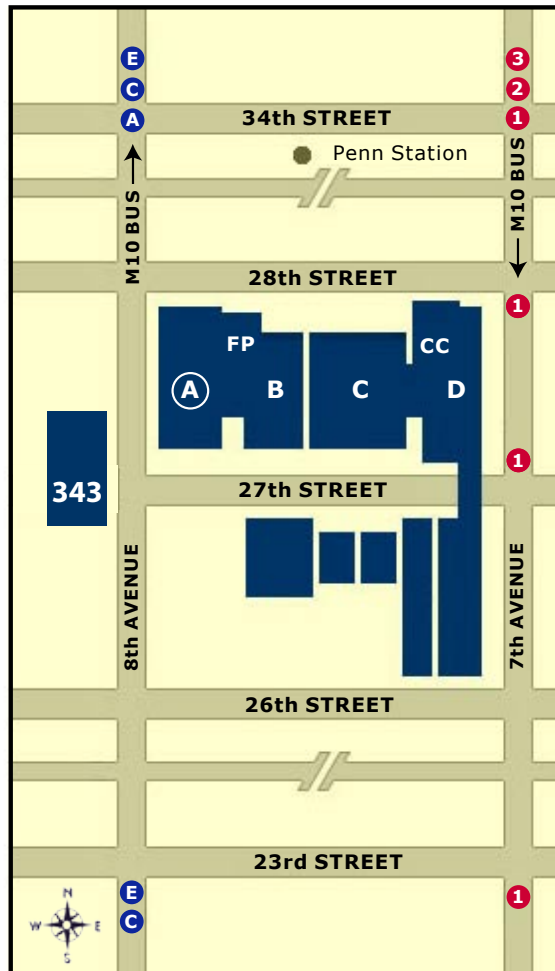 E
3
C
2
A
34th STREET
1
Penn Station
M10 BUS
M10 BUS
28th STREET
1
FP
CC
A
B
C
D
1
343
27th STREET
8th AVENUE
7th AVENUE
26th STREET
23rd STREET
N
W
E
S
E
C
1